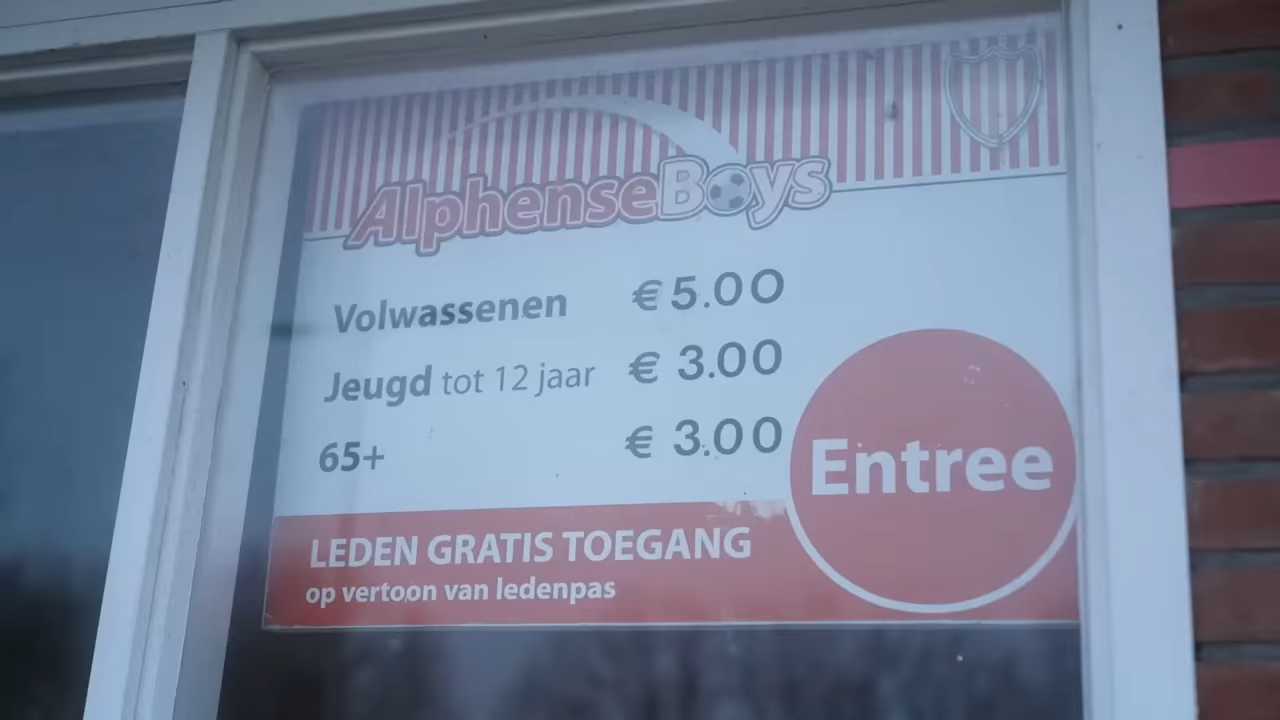 AlphenseBoys
Volwassenen €5.00
Jeugd tot 12 jaar € 3.00
65+ € 3.00
Entree
LEDEN GRATIS TOEGANG
op vertoon van ledenpas